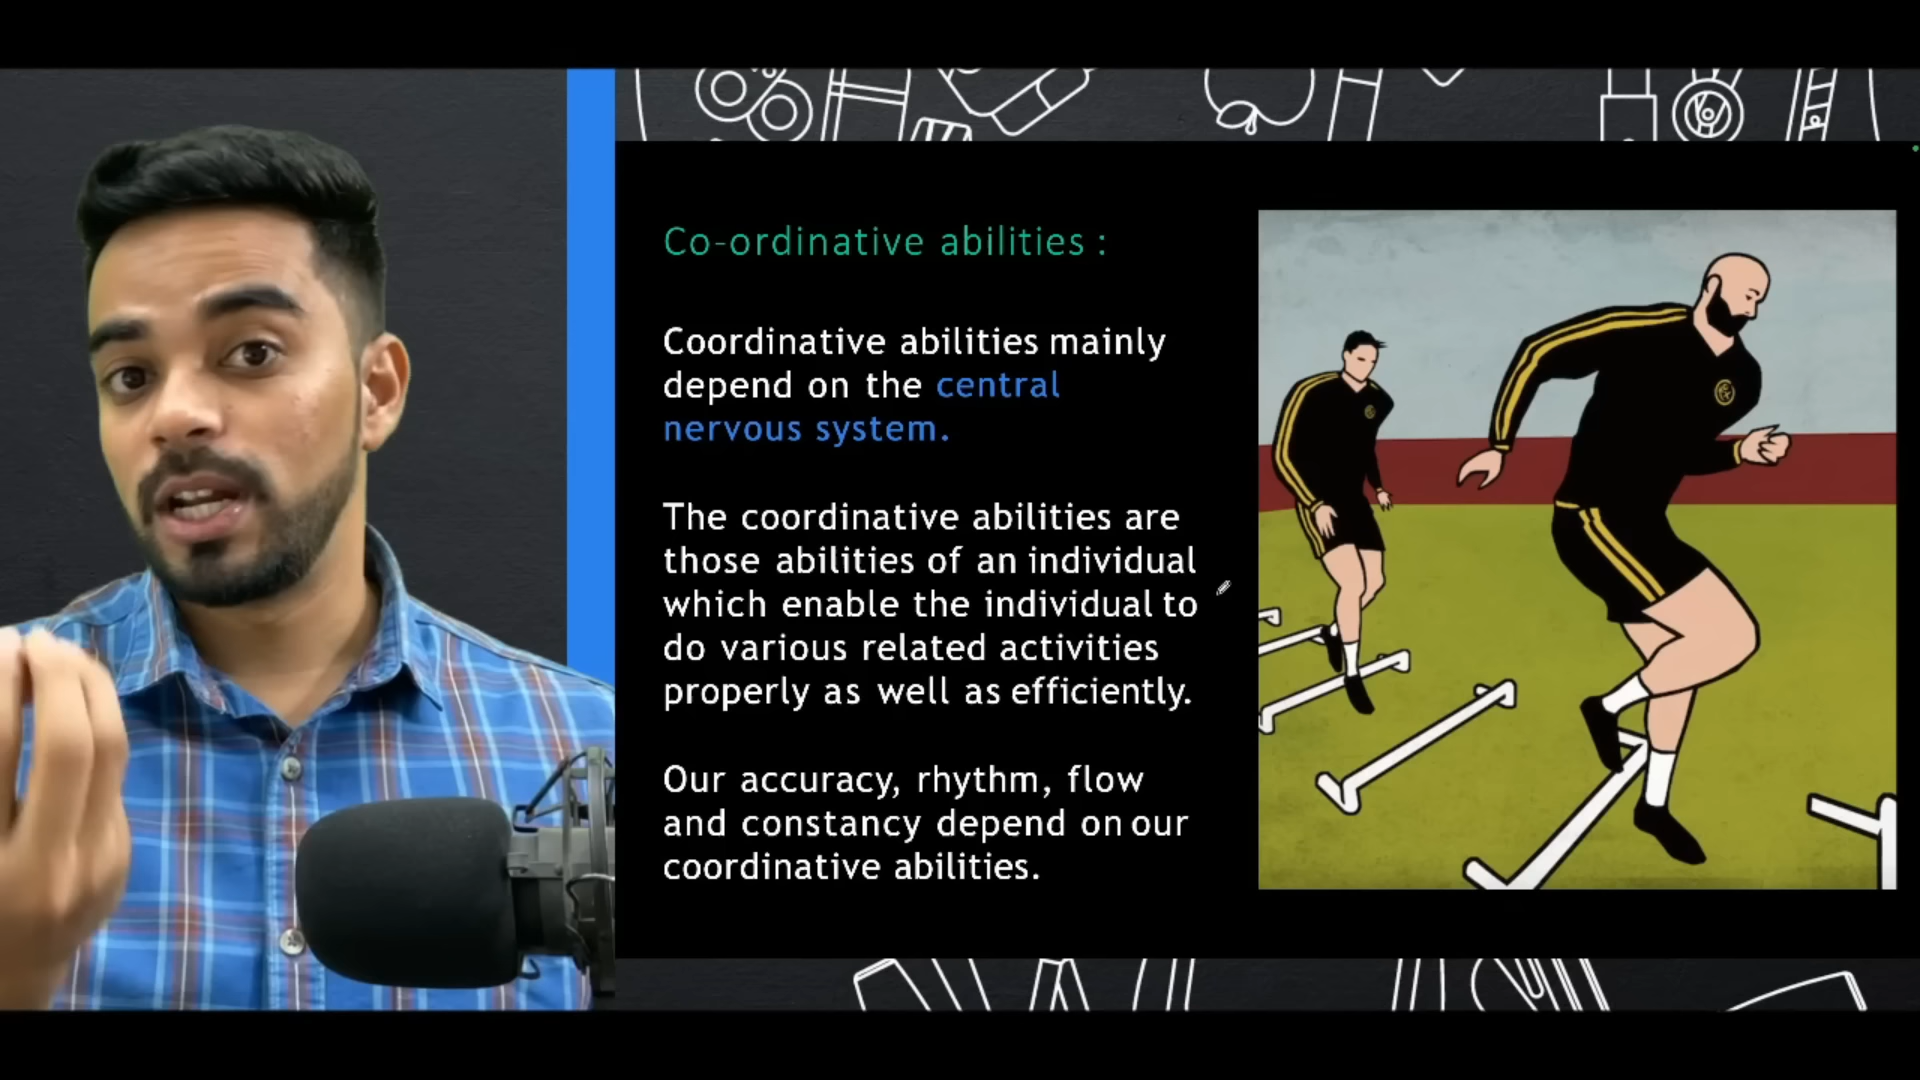 Co-ordinative abilities :
Coordinative abilities mainly
depend on the central
nervous system.
The coordinative abilities are
those abilities of an individual
which enable the individual to
do various related activities
properly as well as efficiently.
Our accuracy, rhythm, flow
and constancy depend on our
coordinative abilities.